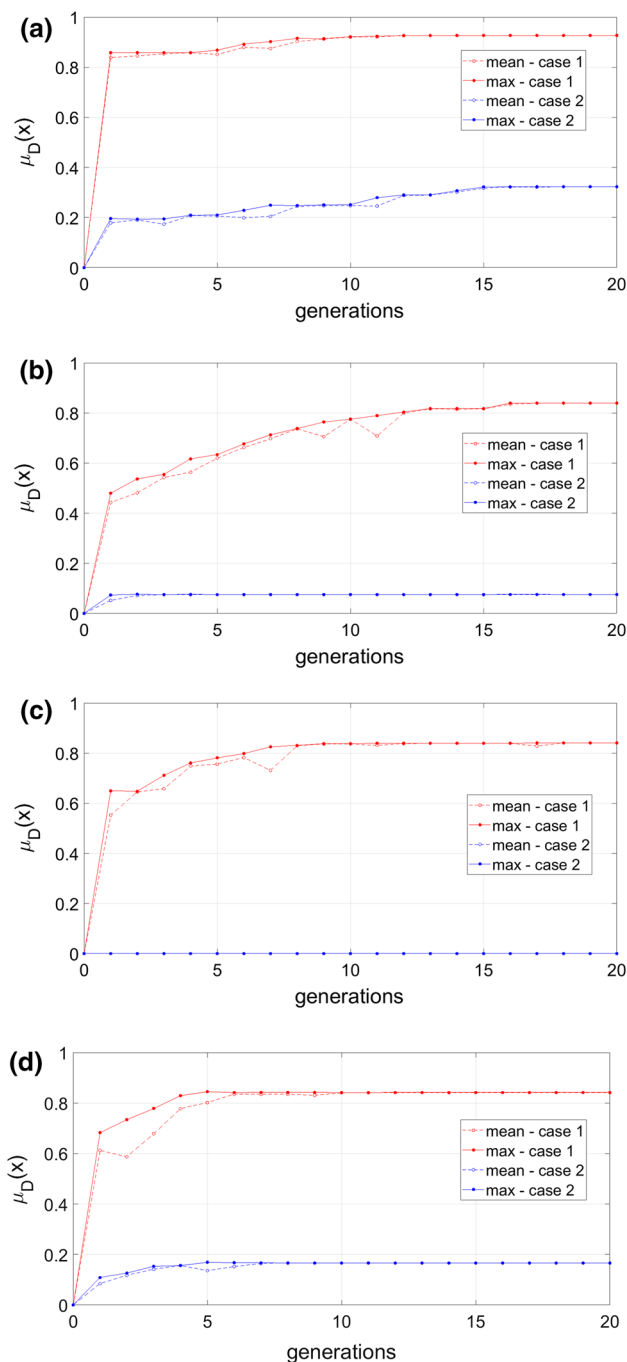 (a)
1
0.8
0.6
0.4
0.2
0
μD(x)
mean - case 1
max - case 1
mean - case 2
max - case 2
0 5 10 15 20
generations
(b)
1
0.8
0.6
0.4
0.2
0
μD(x)
mean - case 1
max - case 1
mean - case 2
max - case 2
0 5 10 15 20
generations
(c)
1
0.8
0.6
0.4
0.2
0
μD(x)
mean - case 1
max - case 1
mean - case 2
max - case 2
0 5 10 15 20
generations
(d)
1
0.8
0.6
0.4
0.2
0
μD(x)
mean - case 1
max - case 1
mean - case 2
max - case 2
0 5 10 15 20
generations